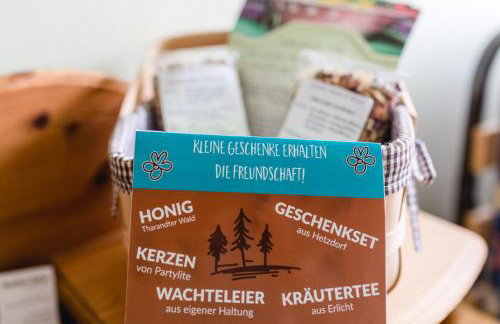 KLEINE GESCHENKE ERHALTEN
DIE FREUNDSCHAFT!
HONIG
Tharandter Wald
GESCHENKSET
aus Hetzdorf
KERZEN
von Partylite
WACHTELEIER
aus eigener Haltung
KRÄUTERTEE
aus Erlicht